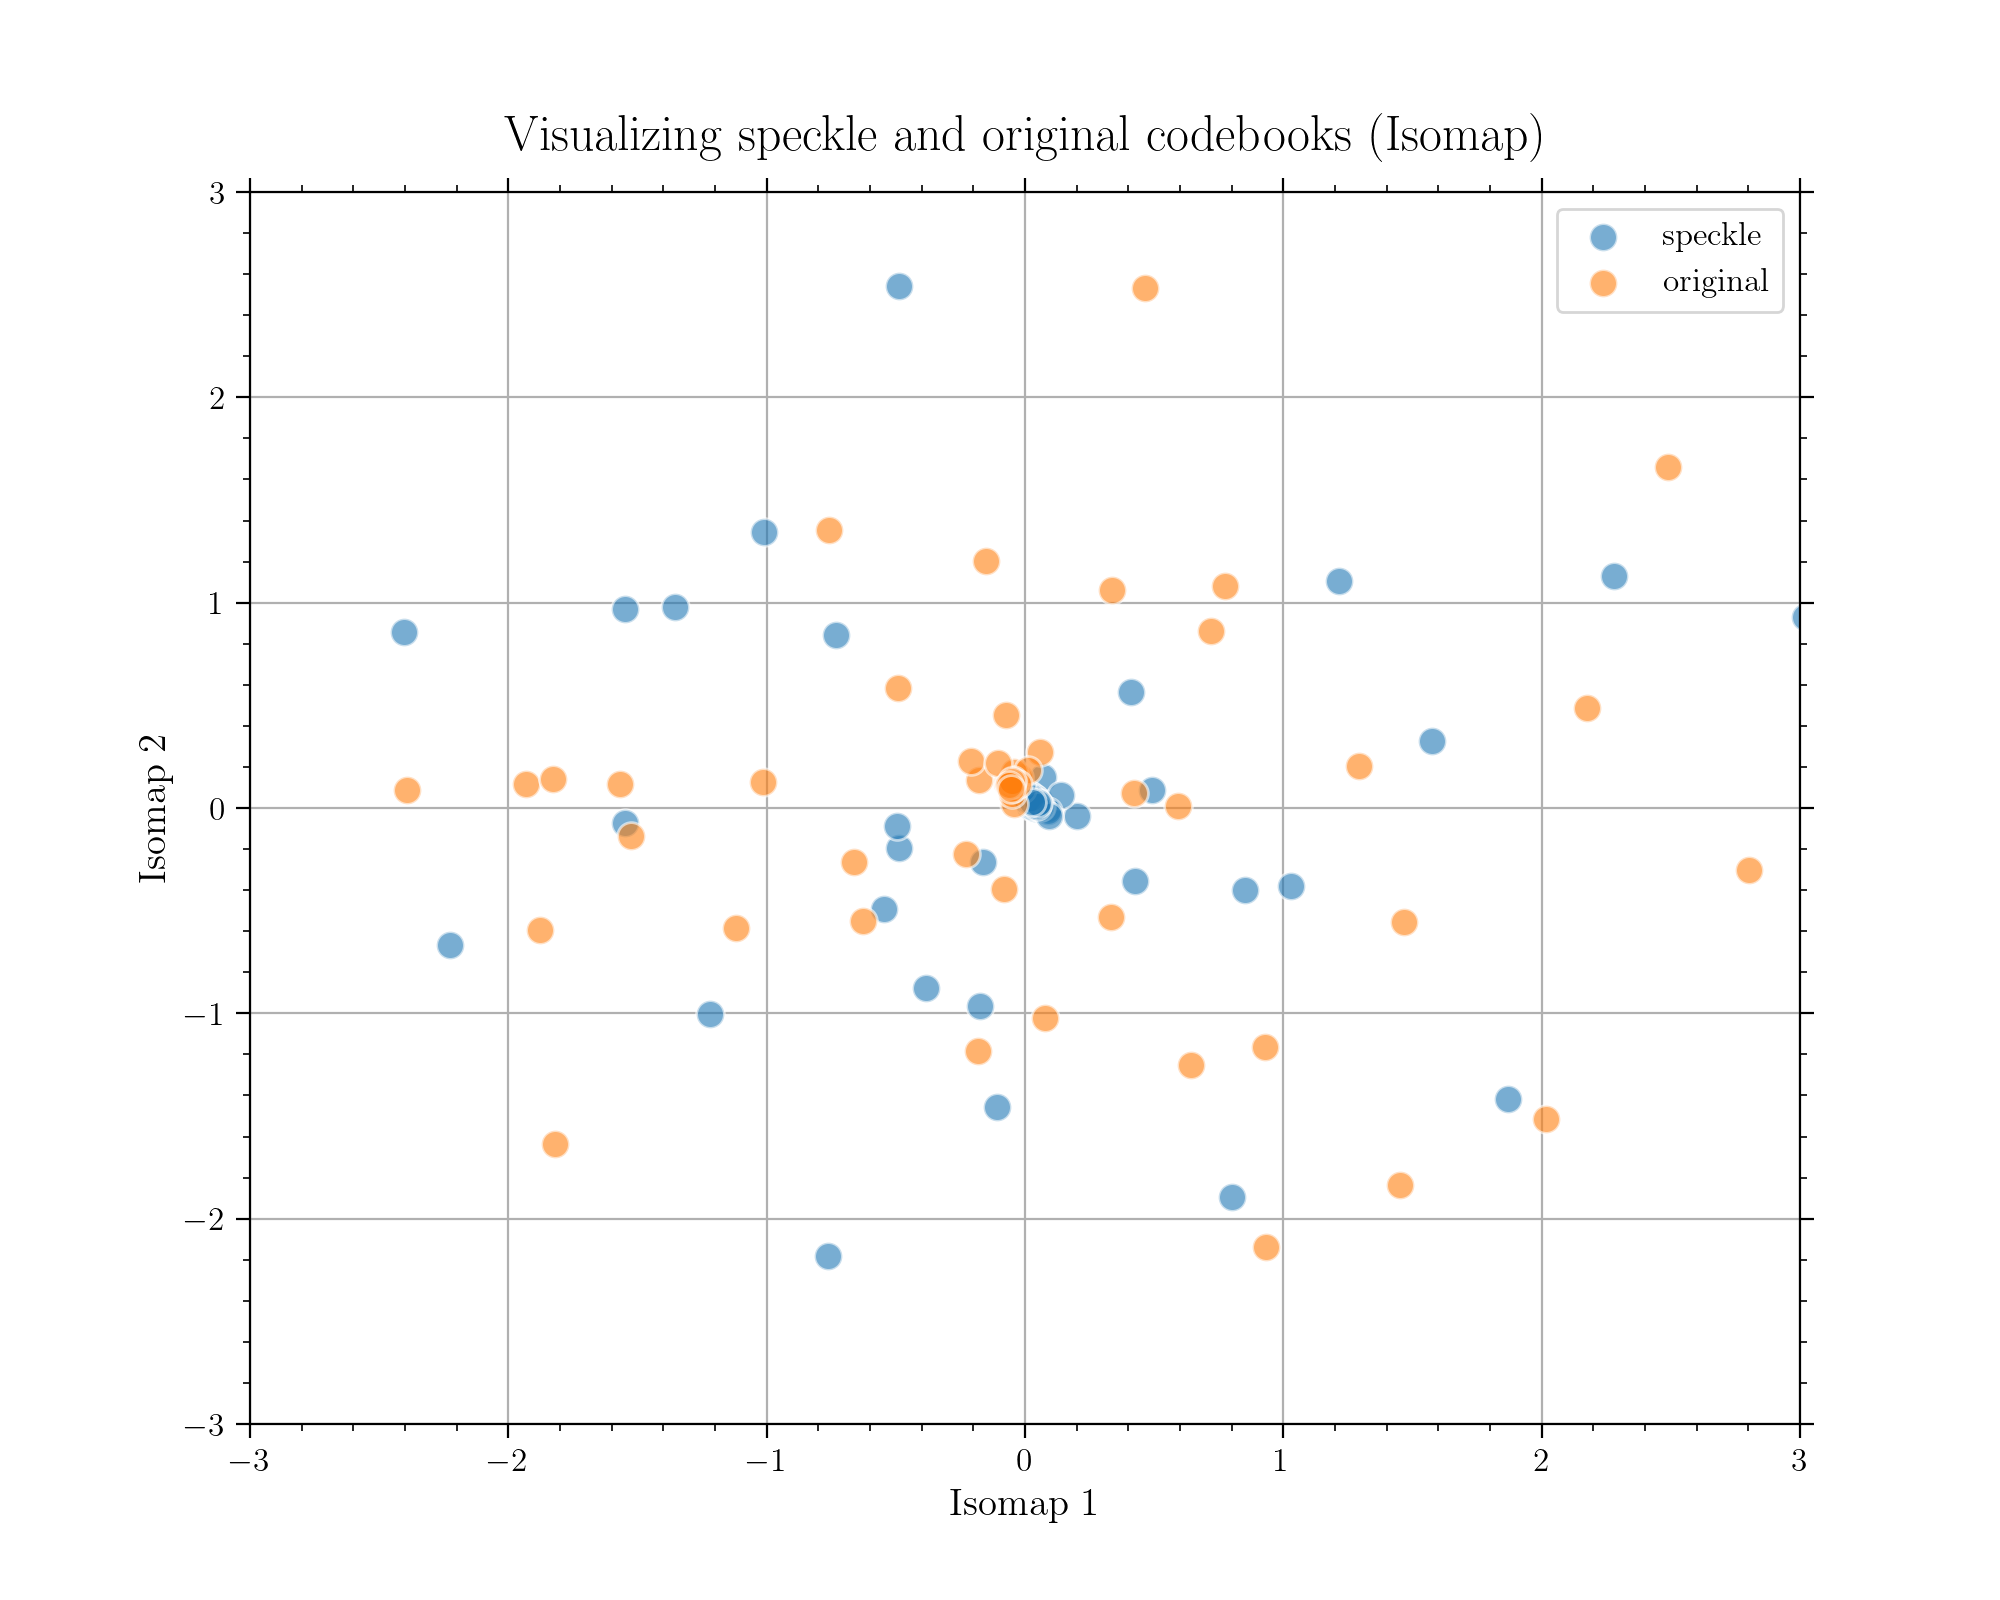 Visualizing speckle and original codebooks (Isomap)
speckle
original
3
2
1
0
−1
−2
−3
Isomap 2
−3
−2
−1
0
1
2
3
Isomap 1